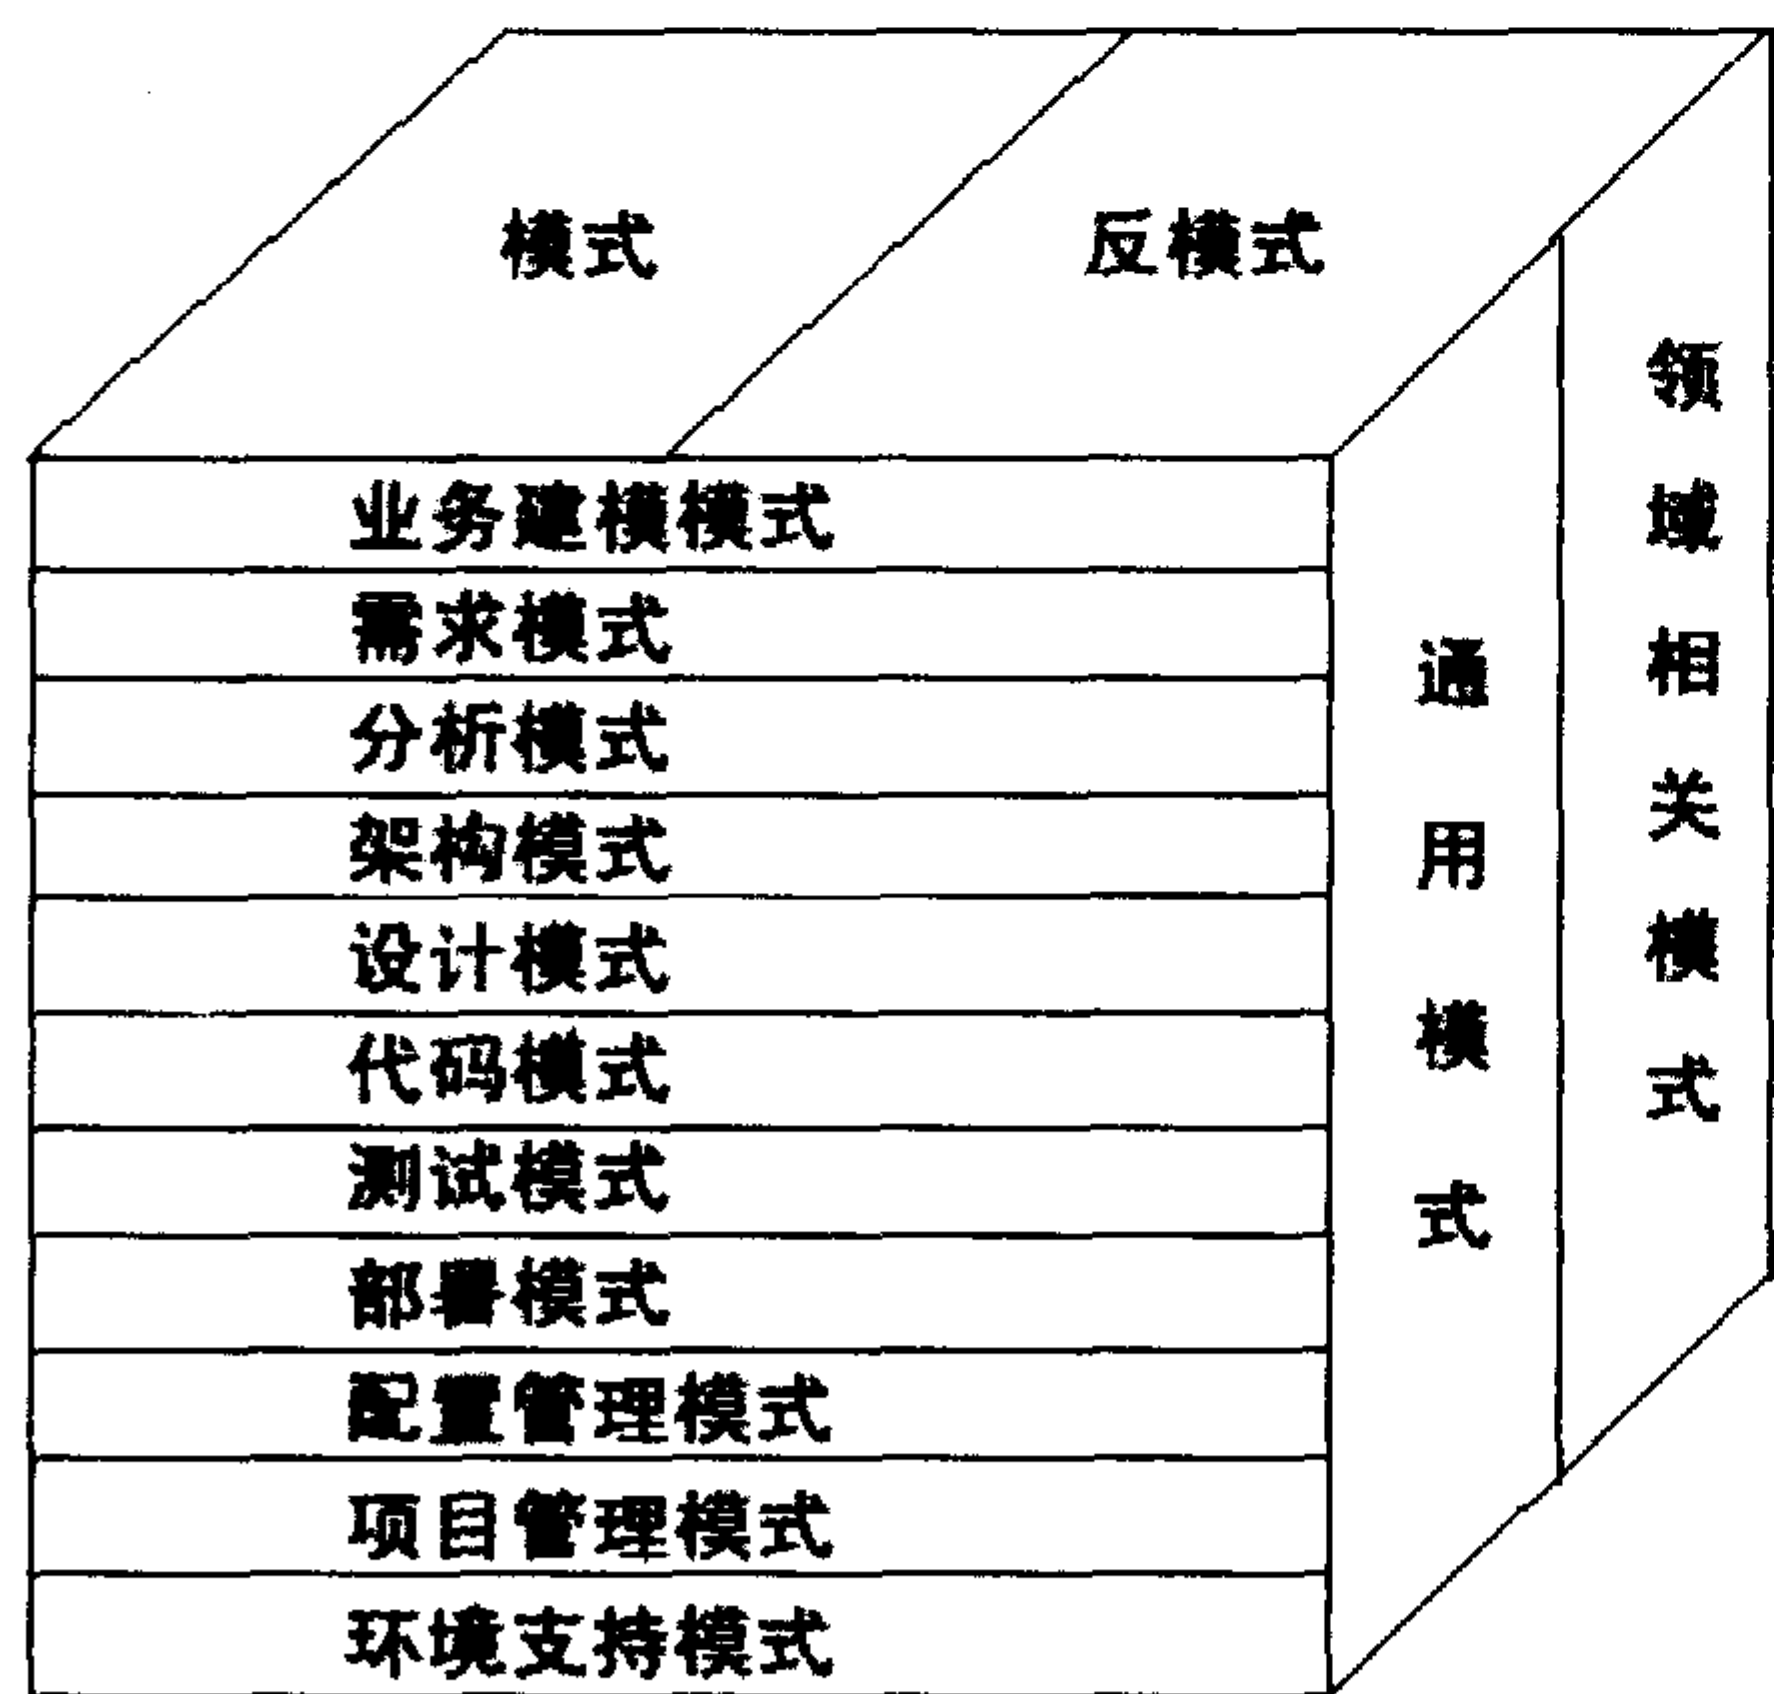 模式
反模式
业务建模模式
需求模式
分析模式
架构模式
设计模式
代码模式
测试模式
部署模式
配置管理模式
项目管理模式
环境支持模式
通用模式
领域相关模式